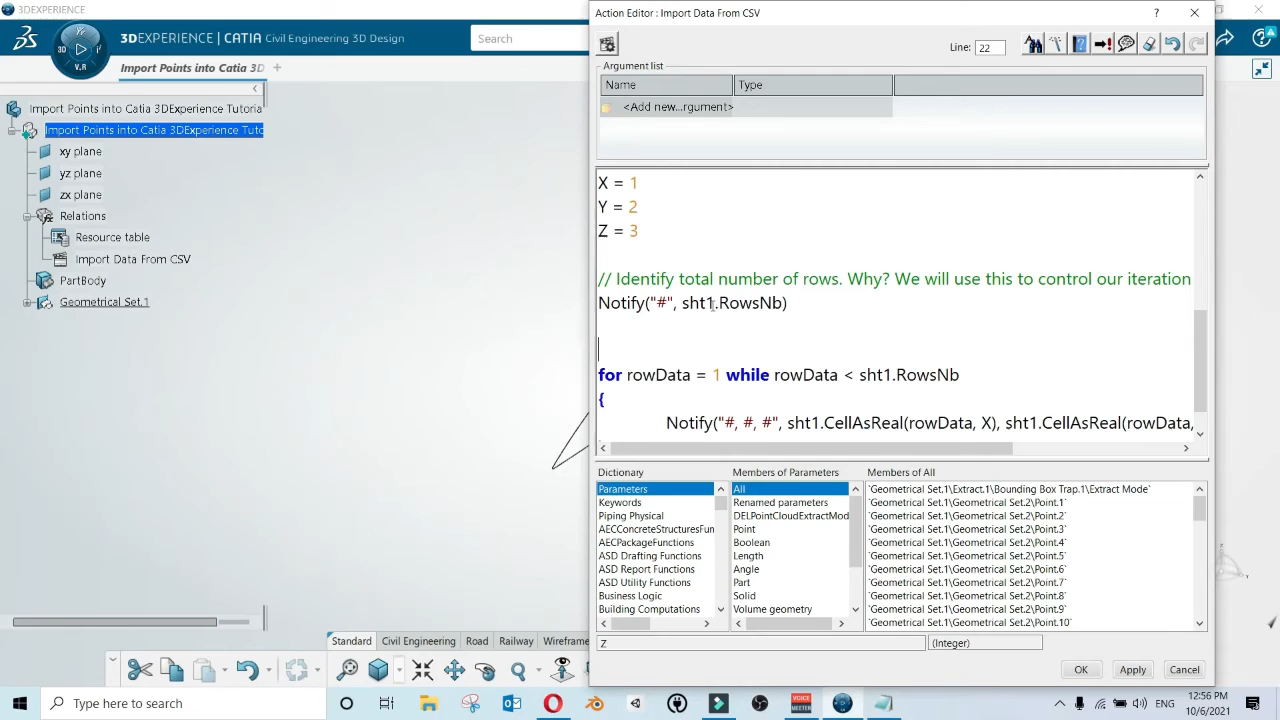 3DEXPERIENCE
3DEXPERIENCE | CATIA Civil Engineering 3D Design
Search
3D
V.R
Import Points into Catia 3D
Import Points into Catia 3DExperience Tutoria
Import Points into Catia 3DExperience Tuto
xy plane
yz plane
zx plane
Relations
Resource table
Import Data From CSV
PartBody
Geometrical Set.1
Action Editor : Import Data From CSV
Line: 22
Argument list
Name Type
<Add new...rgument>
X = 1
Y = 2
Z = 3
// Identify total number of rows. Why? We will use this to control our iteration
Notify("#", sht1.RowsNb)
for rowData = 1 while rowData < sht1.RowsNb
{
Notify("#, #, #", sht1.CellAsReal(rowData, X), sht1.CellAsReal(rowData,
Dictionary Members of Parameters Members of All
Parameters
Keywords
Piping Physical
AECConcreteStructuresFun
AECPackageFunctions
ASD Drafting Functions
ASD Report Functions
ASD Utility Functions
Business Logic
Building Computations
All
Renamed parameters
DELPointCloudExtractMod
Point
Boolean
Length
Angle
Part
Solid
Volume geometry
`Geometrical Set.1\Extract.1\Bounding Box Trap.1\Extract Mode`
`Geometrical Set.1\Geometrical Set.2\Point.1`
`Geometrical Set.1\Geometrical Set.2\Point.2`
`Geometrical Set.1\Geometrical Set.2\Point.3`
`Geometrical Set.1\Geometrical Set.2\Point.4`
`Geometrical Set.1\Geometrical Set.2\Point.5`
`Geometrical Set.1\Geometrical Set.2\Point.6`
`Geometrical Set.1\Geometrical Set.2\Point.7`
`Geometrical Set.1\Geometrical Set.2\Point.8`
`Geometrical Set.1\Geometrical Set.2\Point.9`
`Geometrical Set.1\Geometrical Set.2\Point.10`
Z (Integer)
OK Apply Cancel
Standard Civil Engineering Road Railway Wirefram
Type here to search
VOICE MEETER
ENG
12:56 PM
10/6/2021